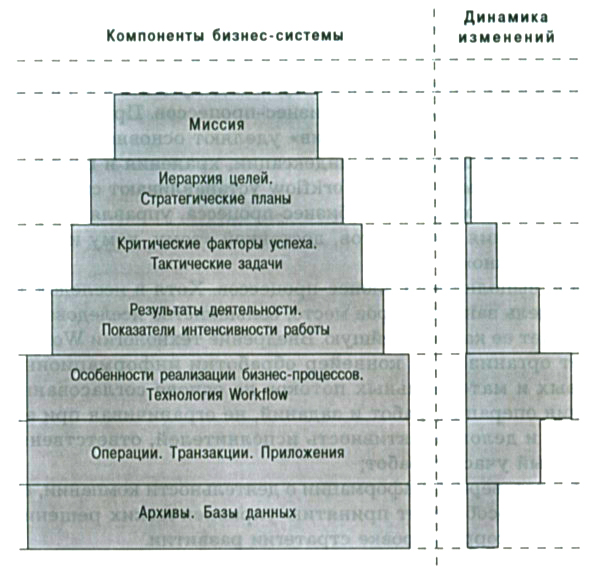 Компоненты бизнес-системы
Динамика
изменений
Миссия
Иерархия целей.
Стратегические планы
Критические факторы успеха.
Тактические задачи
Результаты деятельности.
Показатели интенсивности работы
Особенности реализации бизнес-процессов.
Технология Workflow
Операции. Транзакции. Приложения
Архивы. Базы данных